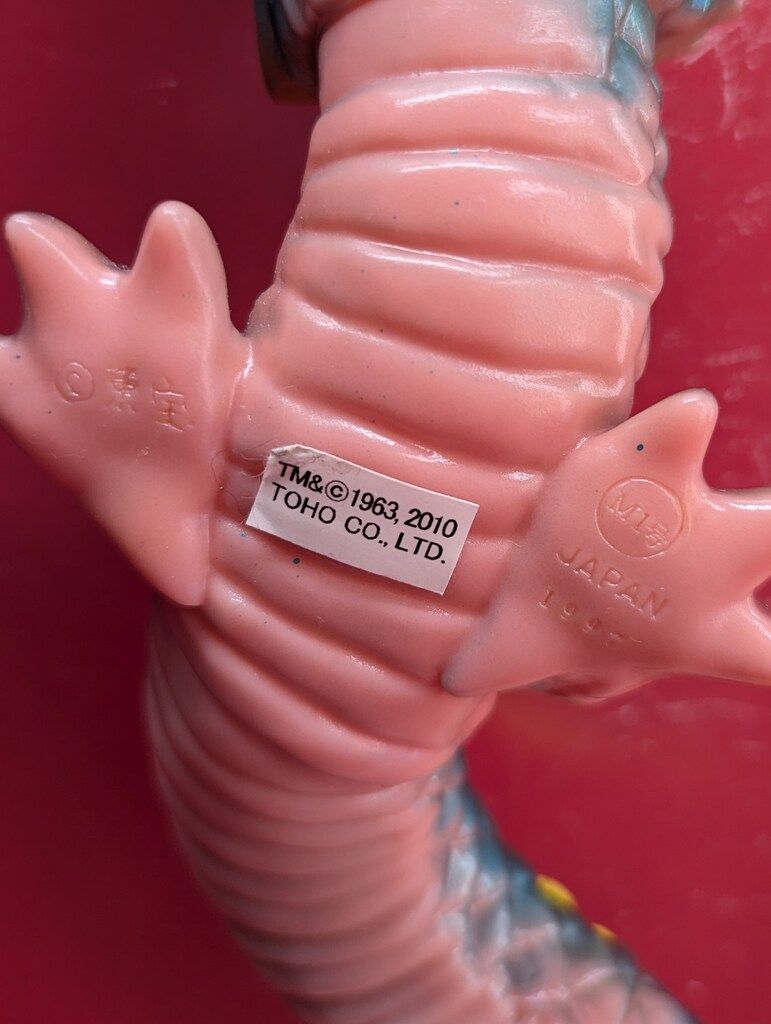 ©東宝
TM&©1963, 2010
TOHO CO., LTD.
M1号
JAPAN